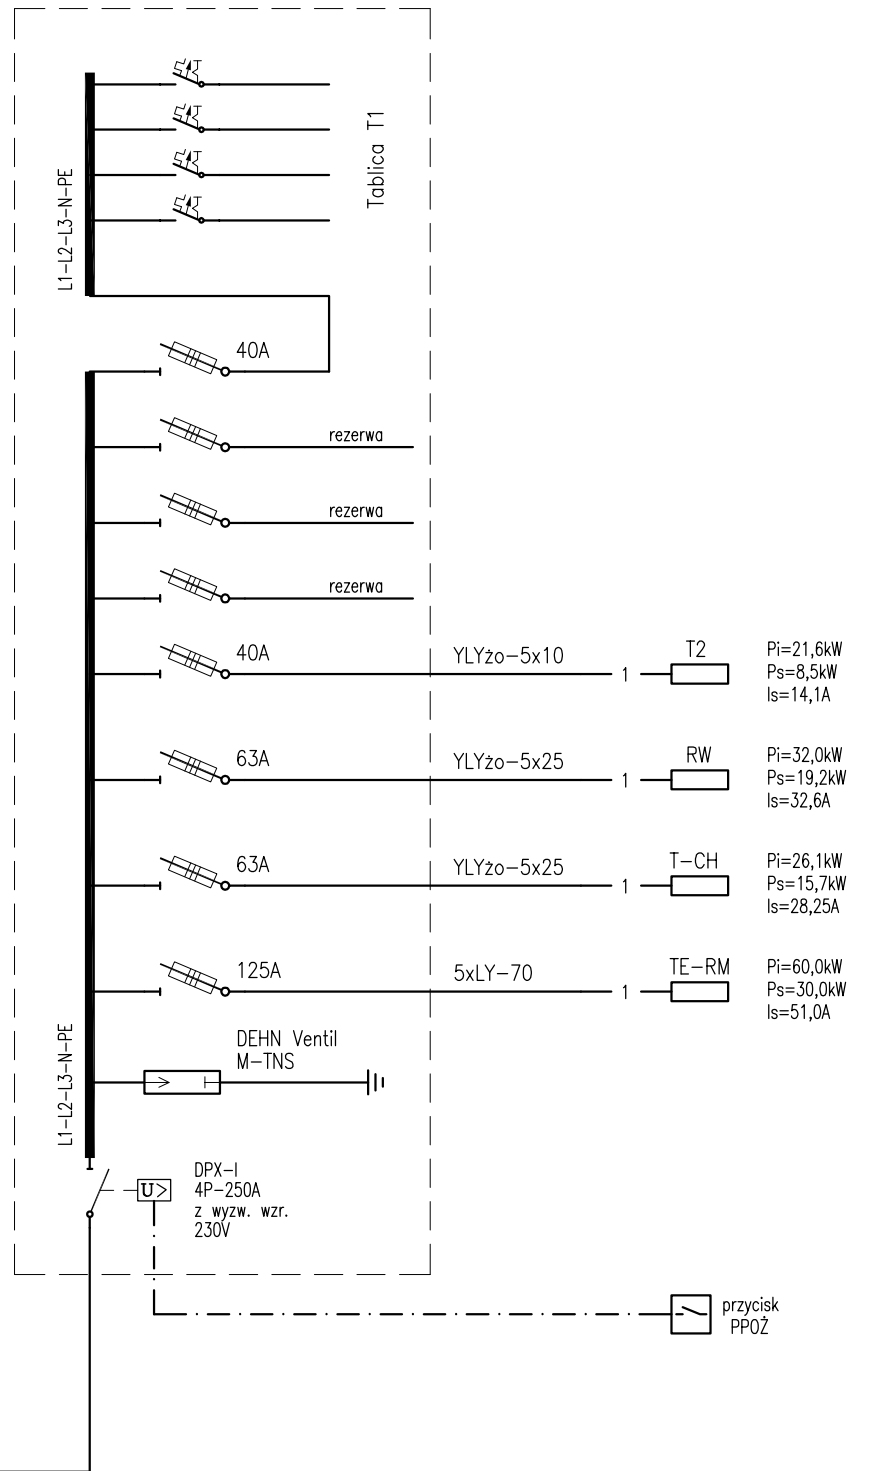 Tablica T1
L1-L2-L3-N-PE
40A
rezerwa
rezerwa
rezerwa
40A
YLYżo-5x10
1
T2
Pi=21,6kW
Ps=8,5kW
Is=14,1A
63A
YLYżo-5x25
1
RW
Pi=32,0kW
Ps=19,2kW
Is=32,6A
63A
YLYżo-5x25
1
T-CH
Pi=26,1kW
Ps=15,7kW
Is=28,25A
125A
5xLY-70
1
TE-RM
Pi=60,0kW
Ps=30,0kW
Is=51,0A
DEHN Ventil
M-TNS
L1-L2-L3-N-PE
U>
DPX-I
4P-250A
z wyzw. wzr.
230V
przycisk
PPOŻ